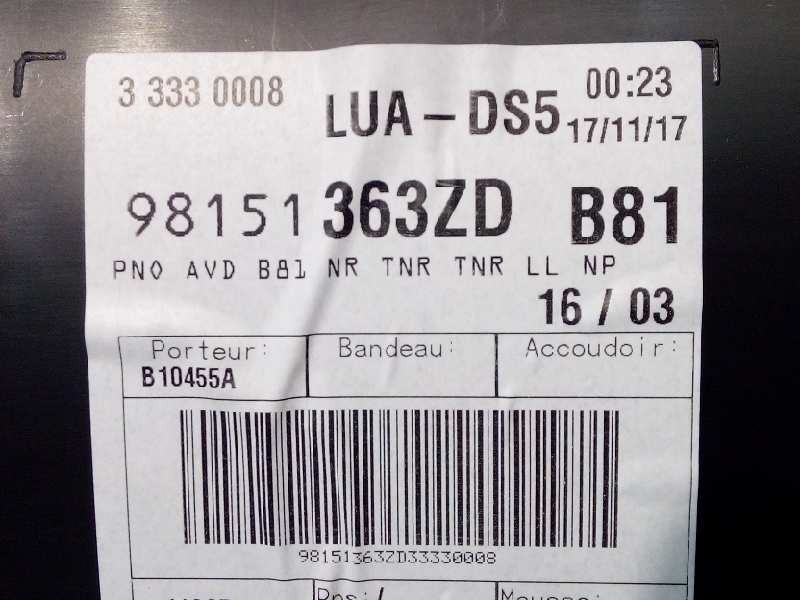 3 333 0008
00:23
LUA-DS5
17/11/17
98151 363ZD B81
PNO AVD B81 NR TNR TNR LL NP
16 / 03
Porteur: Bandeau: Accoudoir:
B10455A
98151363ZD33330008